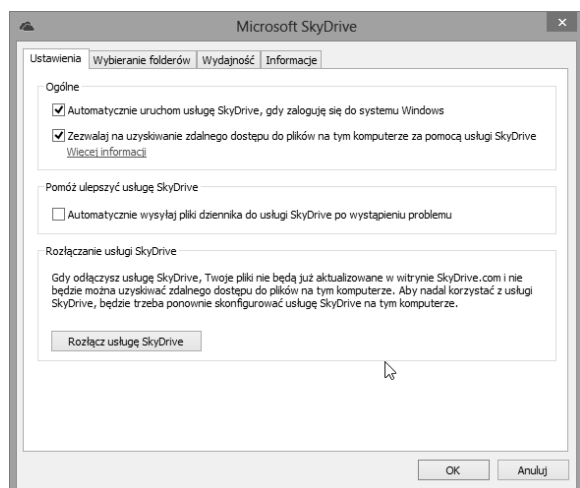 Microsoft SkyDrive
Ustawienia Wybieranie folderów Wydajność Informacje
Ogólne
Automatycznie uruchom usługę SkyDrive, gdy zaloguję się do systemu Windows
Zezwalaj na uzyskiwanie zdalnego dostępu do plików na tym komputerze za pomocą usługi SkyDrive
Więcej informacji
Pomóż ulepszyć usługę SkyDrive
Automatycznie wysyłaj pliki dziennika do usługi SkyDrive po wystąpieniu problemu
Rozłączanie usługi SkyDrive
Gdy odłączysz usługę SkyDrive, Twoje pliki nie będą już aktualizowane w witrynie SkyDrive.com i nie
będzie można uzyskiwać zdalnego dostępu do plików na tym komputerze. Aby nadal korzystać z usługi
SkyDrive, będzie trzeba ponownie skonfigurować usługę SkyDrive na tym komputerze.
Rozłącz usługę SkyDrive
OK Anuluj